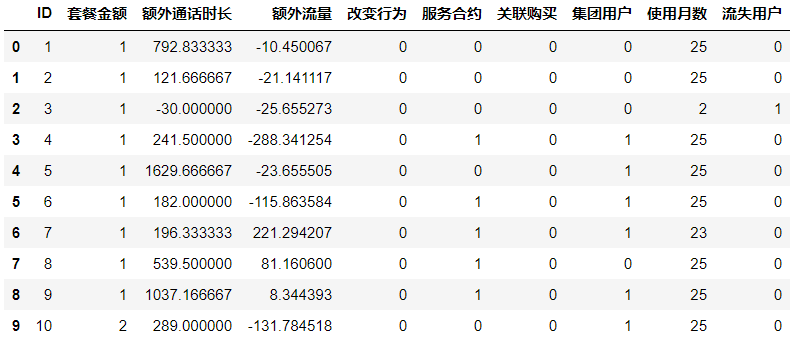 ID 套餐金额 额外通话时长 额外流量 改变行为 服务合约 关联购买 集团用户 使用月数 流失用户
0 1 1 792.833333 -10.450067 0 0 0 0 25 0
1 2 1 121.666667 -21.141117 0 0 0 0 25 0
2 3 1 -30.000000 -25.655273 0 0 0 0 2 1
3 4 1 241.500000 -288.341254 0 1 0 1 25 0
4 5 1 1629.666667 -23.655505 0 0 0 1 25 0
5 6 1 182.000000 -115.863584 0 1 0 1 25 0
6 7 1 196.333333 221.294207 0 1 0 1 23 0
7 8 1 539.500000 81.160600 0 1 0 0 25 0
8 9 1 1037.166667 8.344393 0 1 0 1 25 0
9 10 2 289.000000 -131.784518 0 0 0 1 25 0